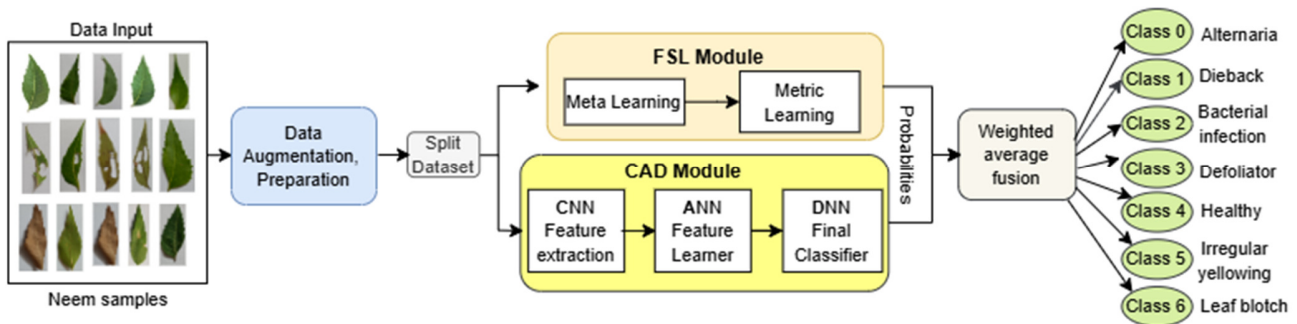 Data Input
Neem samples
Data
Augmentation,
Preparation
Split
Dataset
FSL Module
Meta Learning
Metric
Learning
CAD Module
CNN
Feature
extraction
ANN
Feature
Learner
DNN
Final
Classifier
Probabilities
Weighted
average
fusion
Class 0
Alternaria
Class 1
Dieback
Class 2
Bacterial
infection
Class 3
Defoliator
Class 4
Healthy
Class 5
Irregular
yellowing
Class 6
Leaf blotch